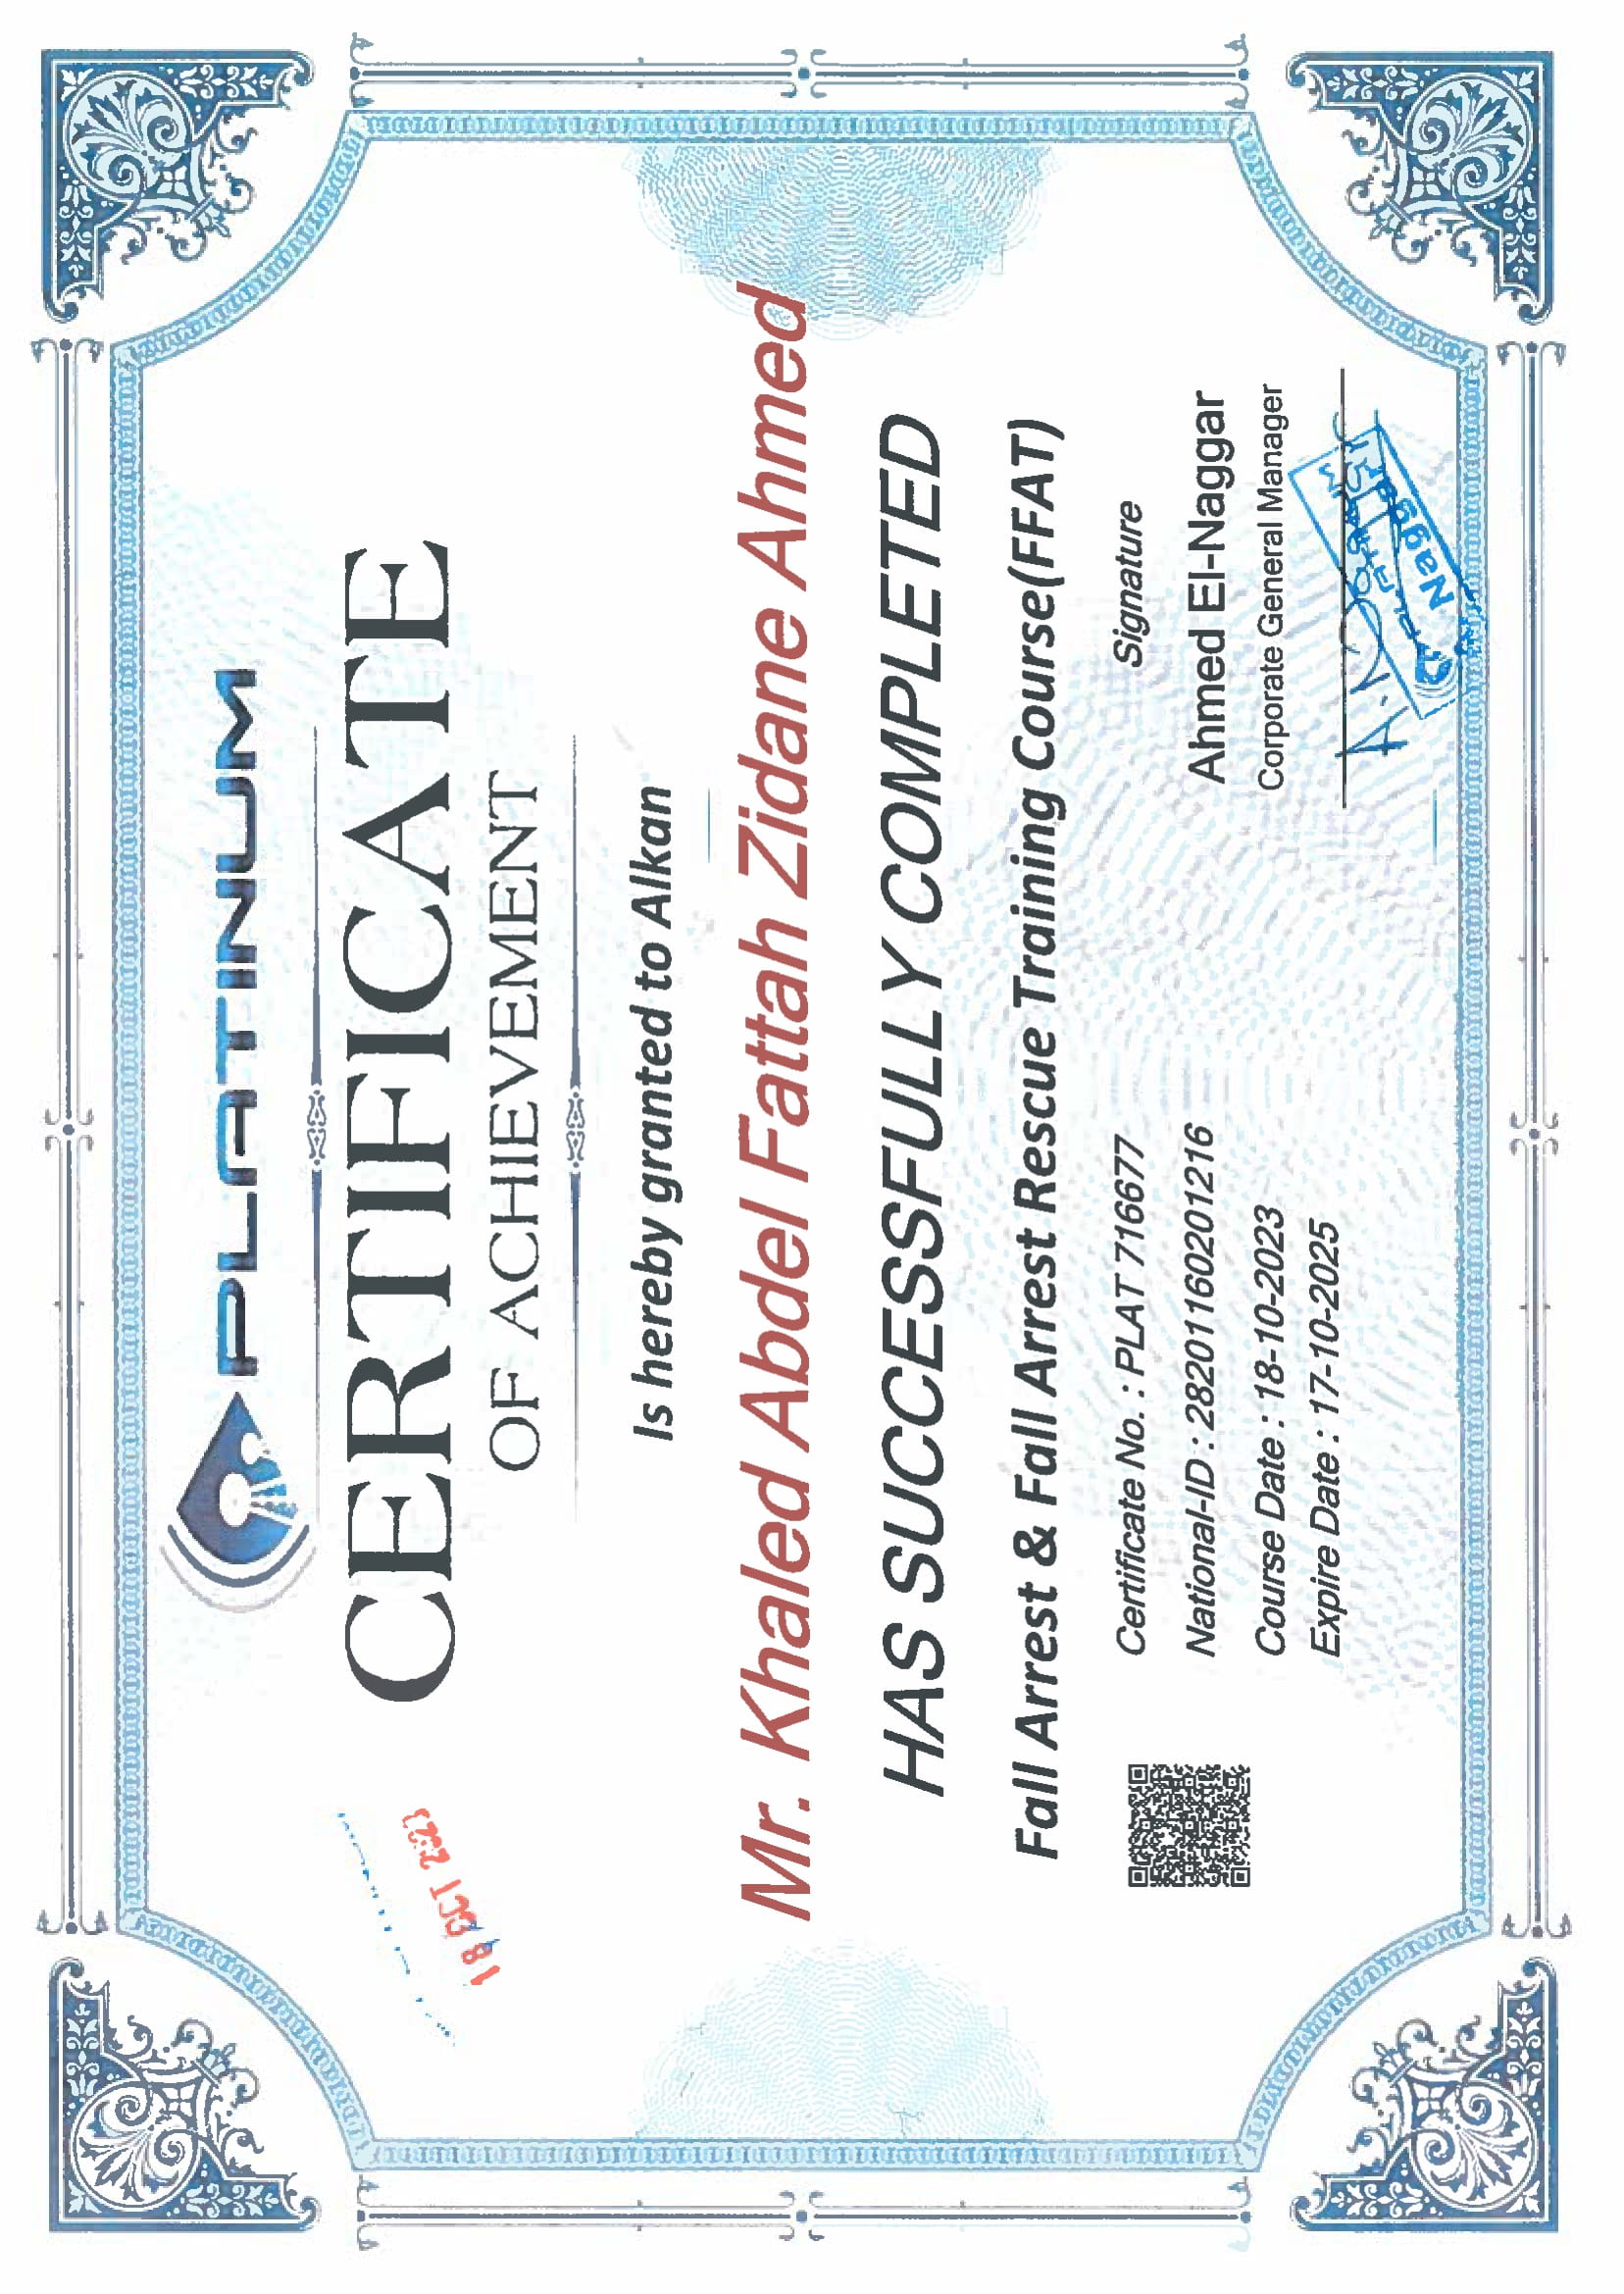 PLATINUM
CERTIFICATE
OF ACHIEVEMENT
Is hereby granted to Alkan
Mr. Khaled Abdel Fattah Zidane Ahmed
HAS SUCCESSFULLY COMPLETED
Fall Arrest & Fall Arrest Rescue Training Course(FFAT)
Certificate No. : PLAT 716677
National-ID : 28201160201216
Course Date : 18-10-2023
Expire Date : 17-10-2025
Signature
Ahmed El-Naggar
Corporate General Manager
18 OCT 2023
Naggar